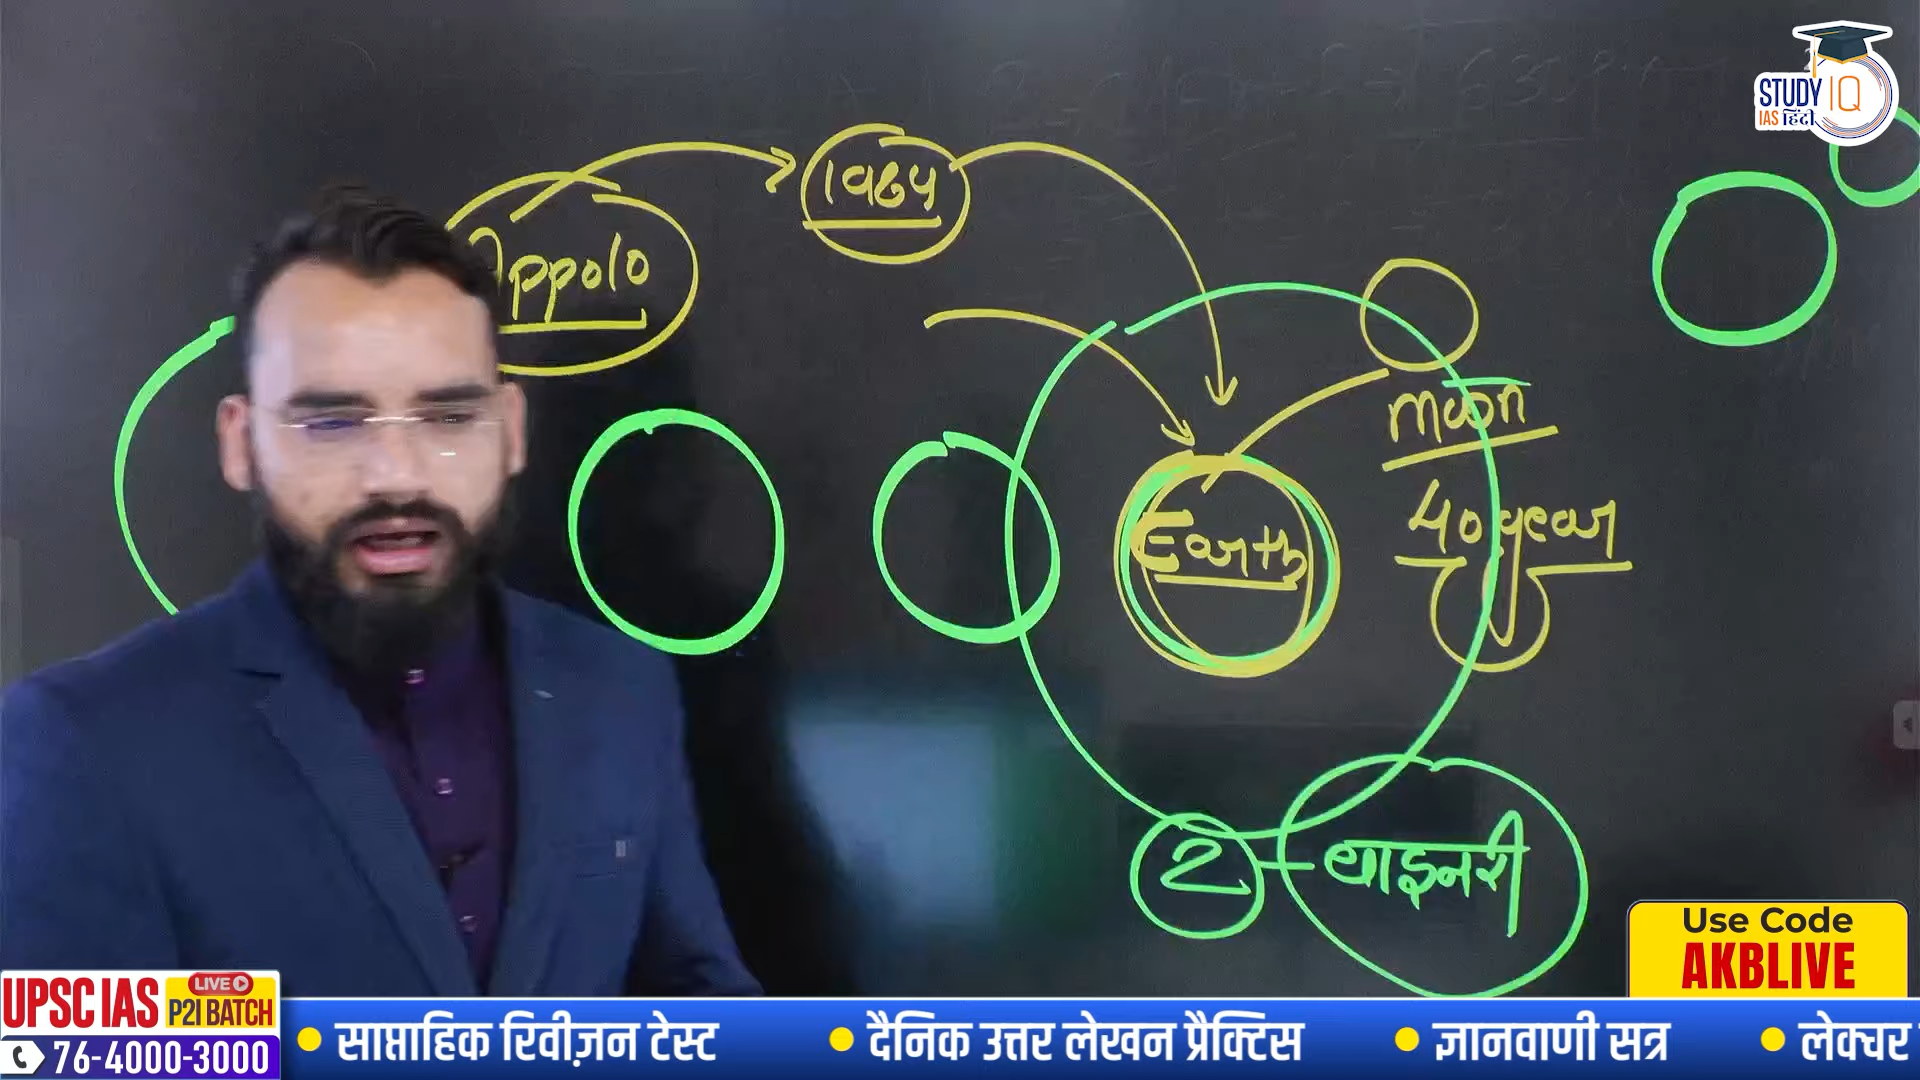 STUDY IQ
IAS हिंदी
1984
Appolo
moon
Earth
40 year
2 बाइनरी
Use Code
AKBLIVE
UPSC IAS LIVE P2I BATCH
76-4000-3000
साप्ताहिक रिवीज़न टेस्ट
दैनिक उत्तर लेखन प्रैक्टिस
ज्ञानवाणी सत्र
लेक्चर